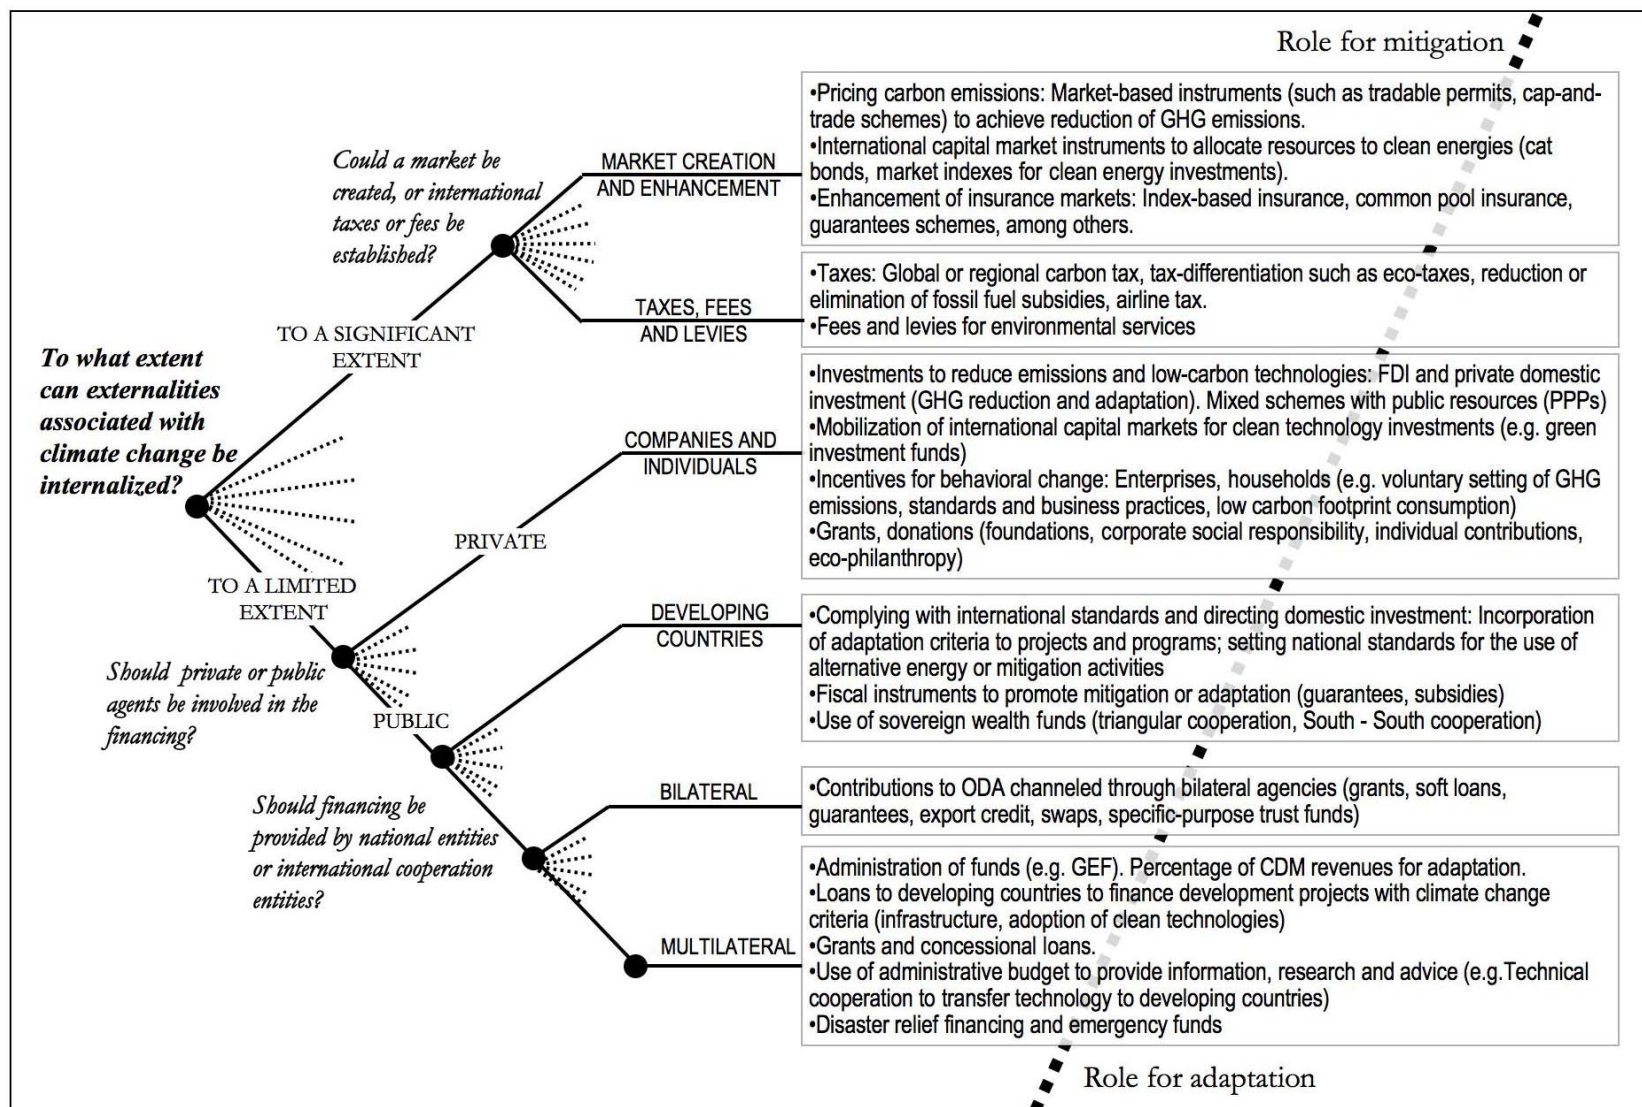 Role for mitigation
•Pricing carbon emissions: Market-based instruments (such as tradable permits, cap-and-
trade schemes) to achieve reduction of GHG emissions.
•International capital market instruments to allocate resources to clean energies (cat
bonds, market indexes for clean energy investments).
•Enhancement of insurance markets: Index-based insurance, common pool insurance,
guarantees schemes, among others.
Could a market be
created, or international
taxes or fees be
established?
MARKET CREATION
AND ENHANCEMENT
•Taxes: Global or regional carbon tax, tax-differentiation such as eco-taxes, reduction or
elimination of fossil fuel subsidies, airline tax.
•Fees and levies for environmental services
TAXES, FEES
AND LEVIES
TO A SIGNIFICANT
EXTENT
To what extent
can externalities
associated with
climate change be
internalized?
•Investments to reduce emissions and low-carbon technologies: FDI and private domestic
investment (GHG reduction and adaptation). Mixed schemes with public resources (PPPs)
•Mobilization of international capital markets for clean technology investments (e.g. green
investment funds)
•Incentives for behavioral change: Enterprises, households (e.g. voluntary setting of GHG
emissions, standards and business practices, low carbon footprint consumption)
•Grants, donations (foundations, corporate social responsibility, individual contributions,
eco-philanthropy)
COMPANIES AND
INDIVIDUALS
PRIVATE
TO A LIMITED
EXTENT
DEVELOPING
COUNTRIES
•Complying with international standards and directing domestic investment: Incorporation
of adaptation criteria to projects and programs; setting national standards for the use of
alternative energy or mitigation activities
•Fiscal instruments to promote mitigation or adaptation (guarantees, subsidies)
•Use of sovereign wealth funds (triangular cooperation, South - South cooperation)
Should private or public
agents be involved in the
financing?
PUBLIC
BILATERAL
•Contributions to ODA channeled through bilateral agencies (grants, soft loans,
guarantees, export credit, swaps, specific-purpose trust funds)
Should financing be
provided by national entities
or international cooperation
entities?
MULTILATERAL
•Administration of funds (e.g. GEF). Percentage of CDM revenues for adaptation.
•Loans to developing countries to finance development projects with climate change
criteria (infrastructure, adoption of clean technologies)
•Grants and concessional loans.
•Use of administrative budget to provide information, research and advice (e.g.Technical
cooperation to transfer technology to developing countries)
•Disaster relief financing and emergency funds
Role for adaptation